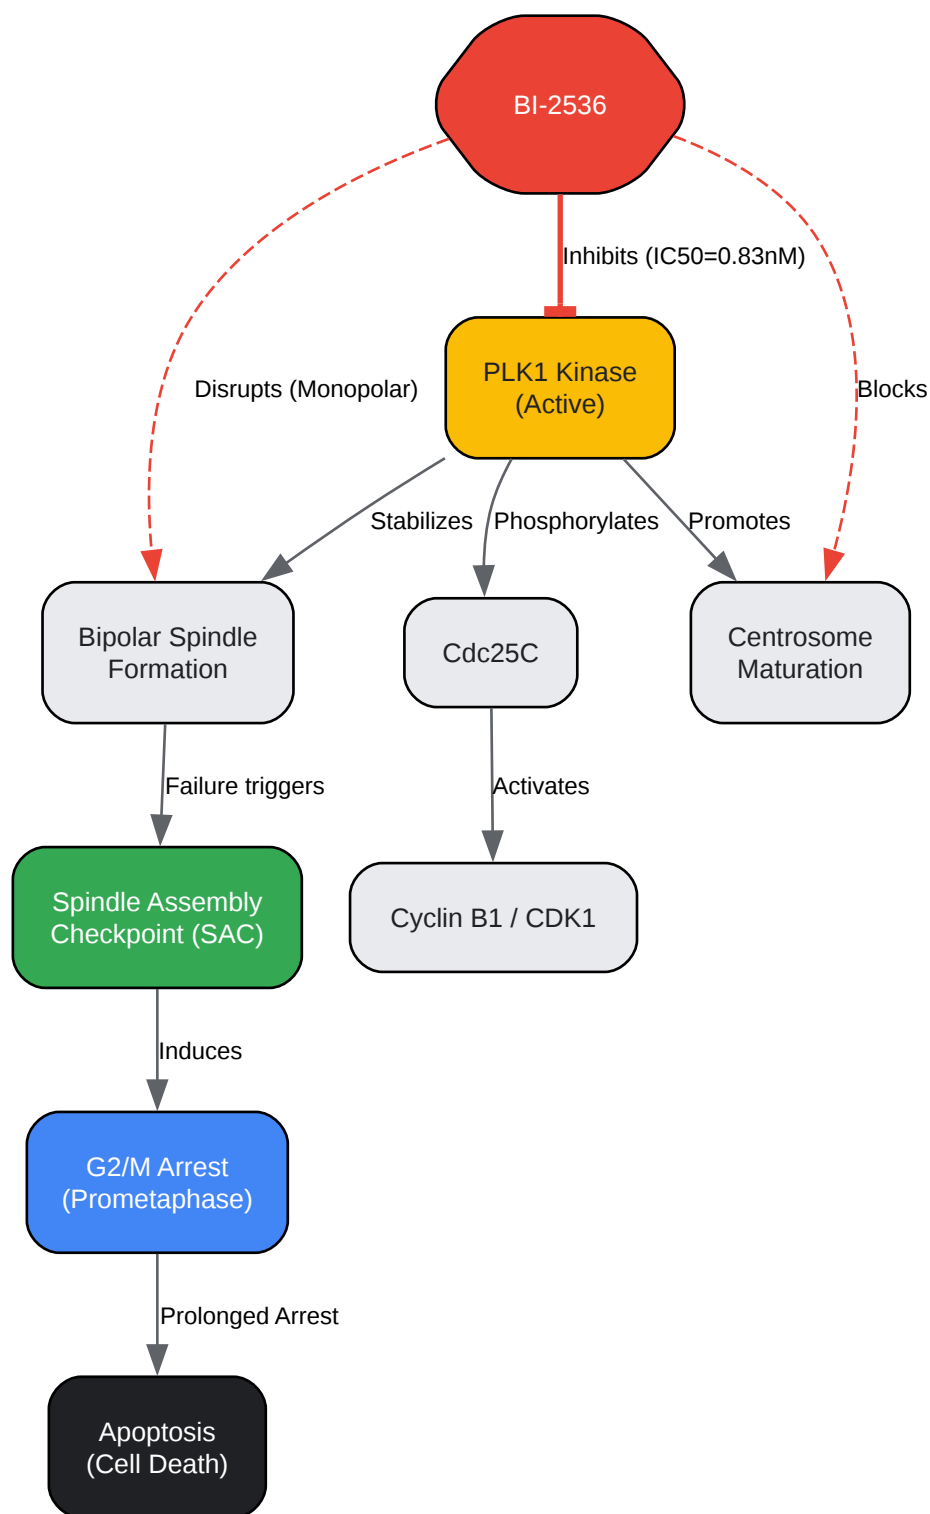 BI-2536
Inhibits (IC50=0.83nM)
PLK1 Kinase
(Active)
Disrupts (Monopolar)
Blocks
Stabilizes
Phosphorylates
Promotes
Bipolar Spindle
Formation
Cdc25C
Centrosome
Maturation
Failure triggers
Activates
Spindle Assembly
Checkpoint (SAC)
Cyclin B1 / CDK1
Induces
G2/M Arrest
(Prometaphase)
Prolonged Arrest
Apoptosis
(Cell Death)